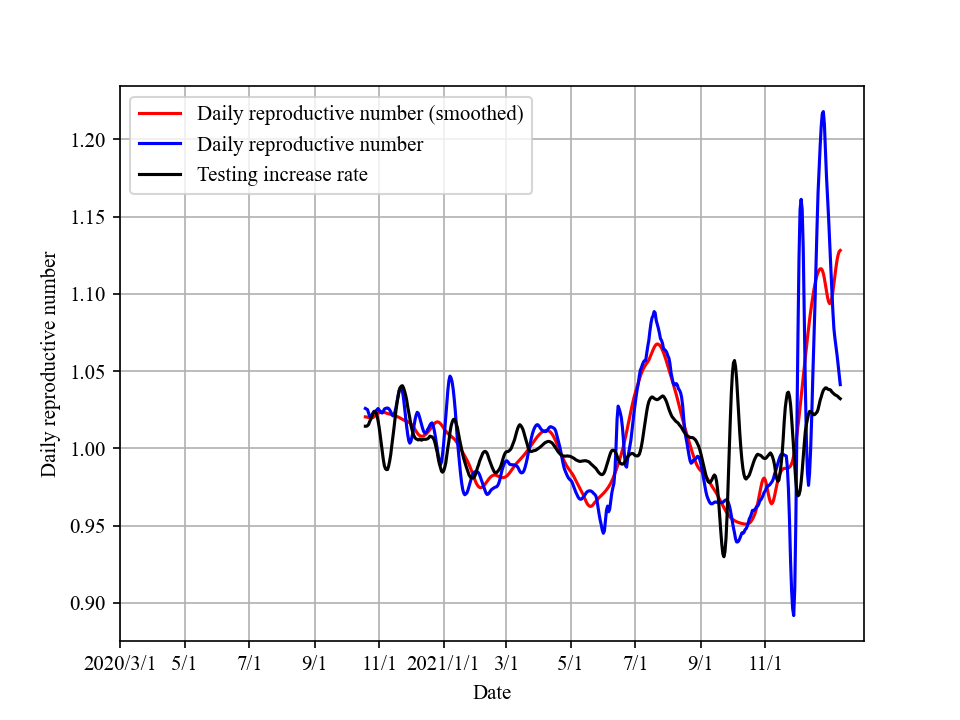 Daily reproductive number (smoothed)
Daily reproductive number
Testing increase rate
Daily reproductive number
1.20
1.15
1.10
1.05
1.00
0.95
0.90
2020/3/1 5/1 7/1 9/1 11/1 2021/1/1 3/1 5/1 7/1 9/1 11/1
Date